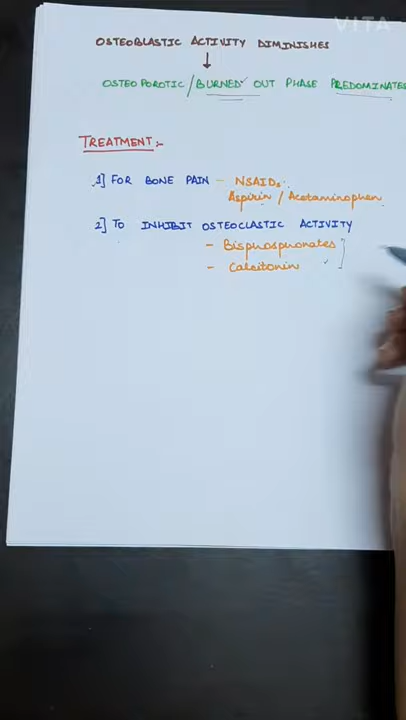 VITA
OSTEOBLASTIC ACTIVITY DIMINISHES
↓
OSTEOPOROTIC/BURNED OUT PHASE PREDOMINATES
TREATMENT:-
1] FOR BONE PAIN - NSAIDs.
Aspirin / Acetaminophen
2] TO INHIBIT OSTEOCLASTIC ACTIVITY
- Bisphosphonates
- Calcitonin